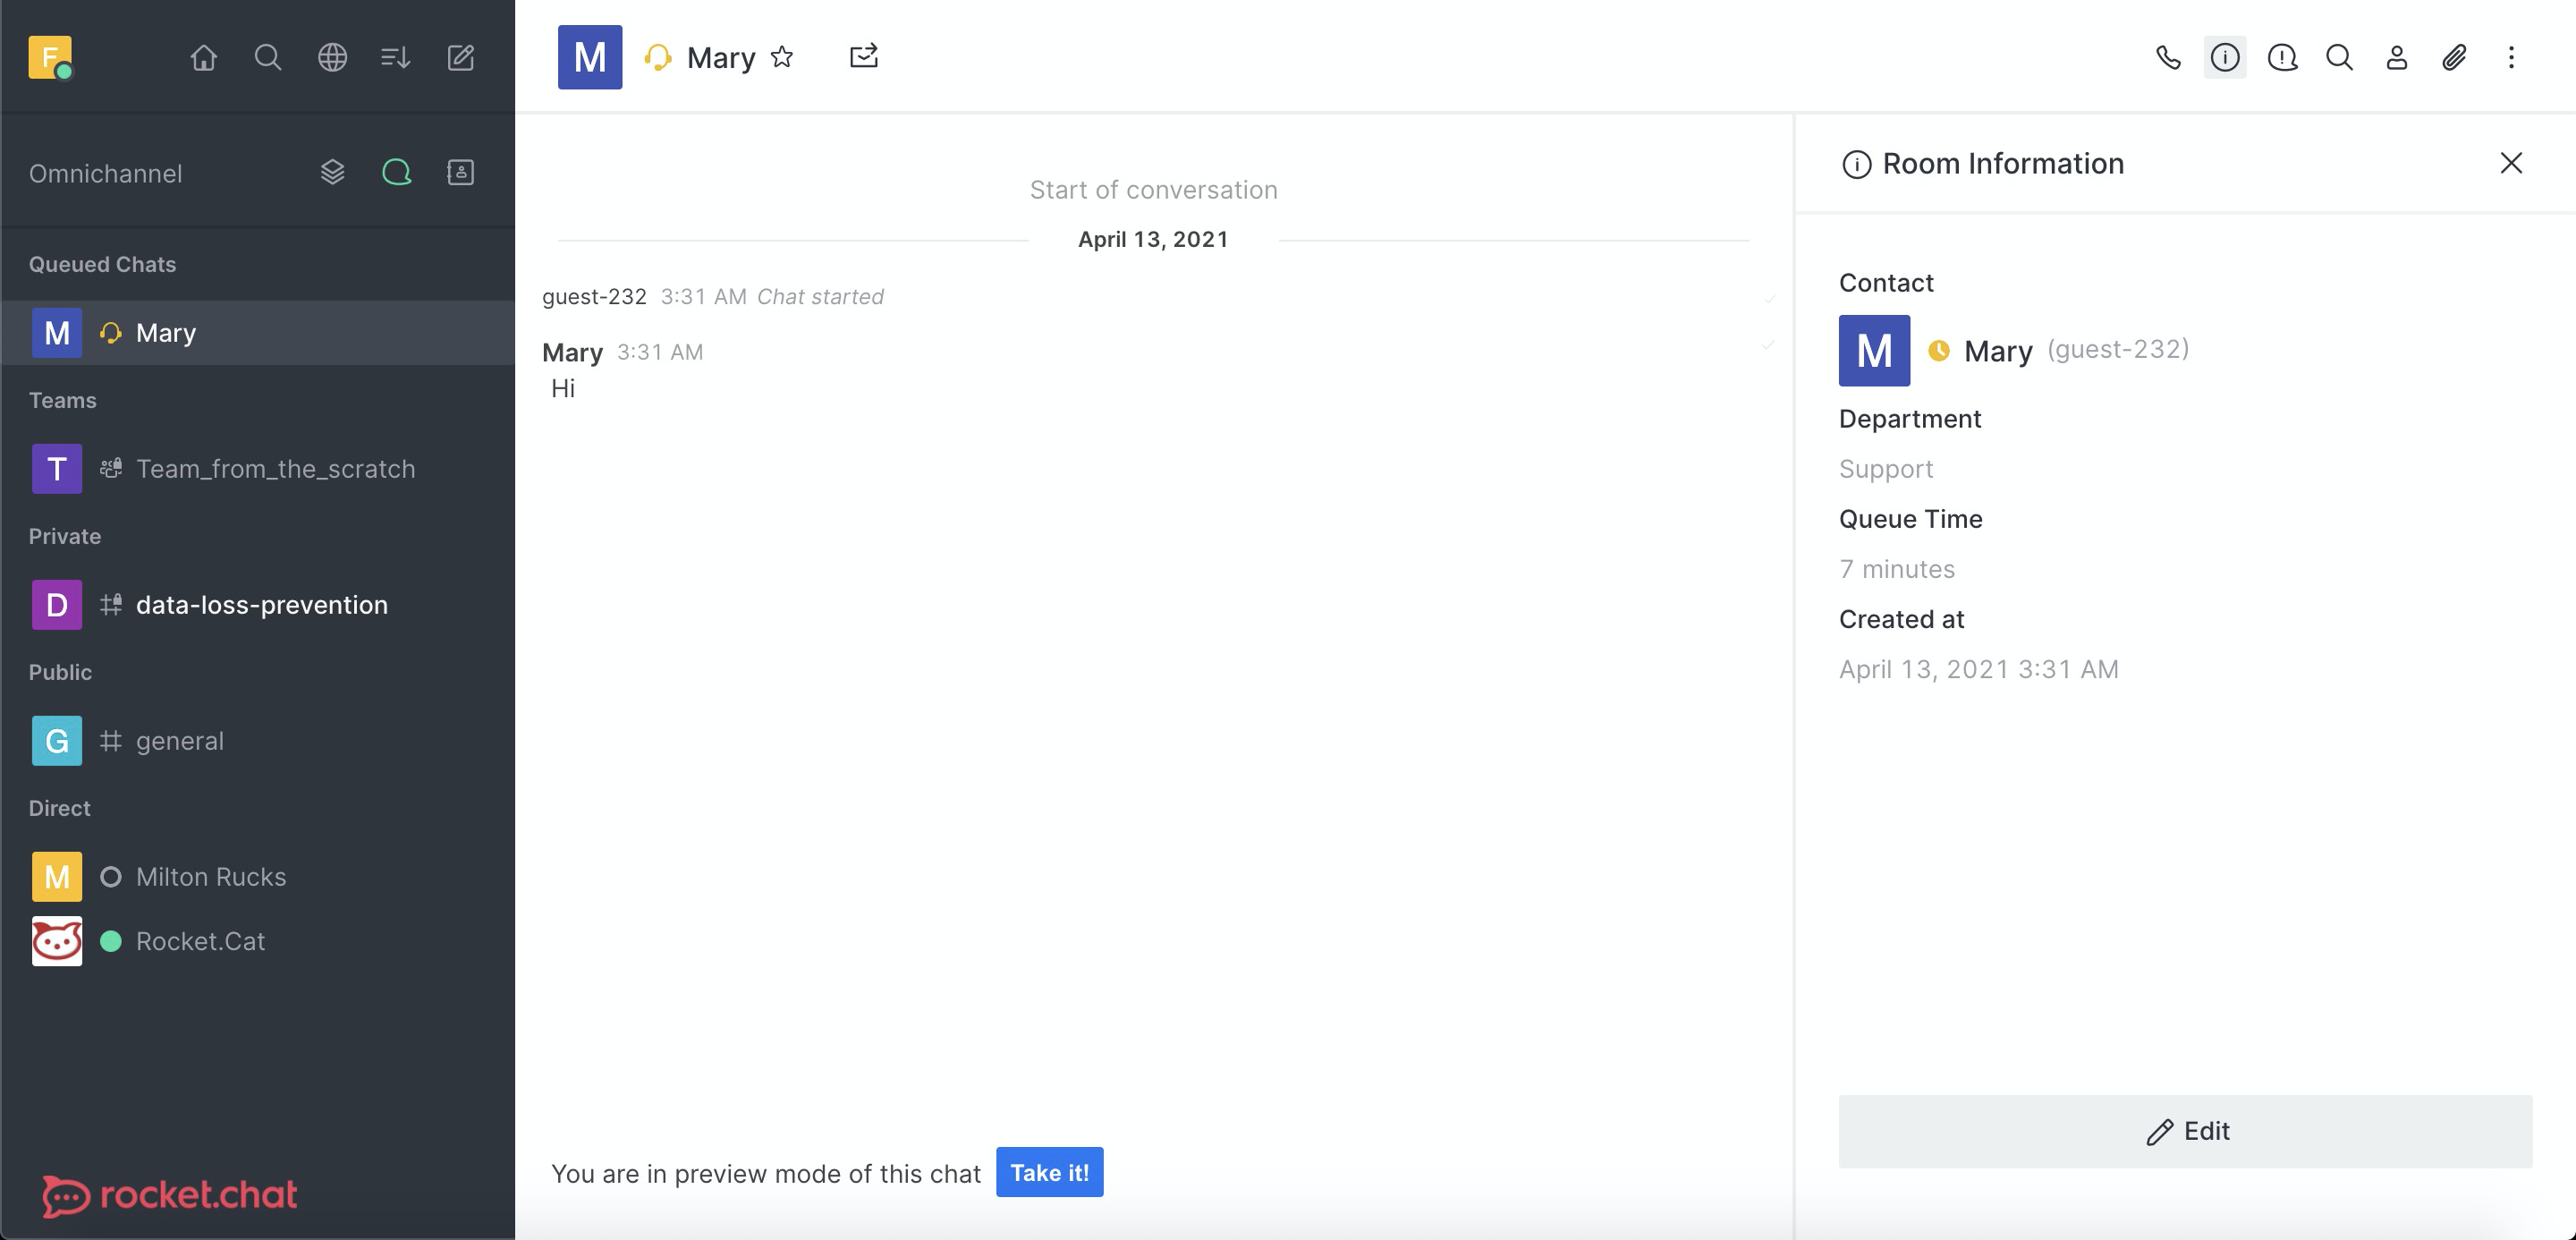 F
Omnichannel
Queued Chats
M Mary
Teams
T Team_from_the_scratch
Private
D data-loss-prevention
Public
G general
Direct
M Milton Rucks
Rocket.Cat
rocket.chat
M Mary
Start of conversation
April 13, 2021
guest-232 3:31 AM Chat started
Mary 3:31 AM
Hi
You are in preview mode of this chat Take it!
Room Information
Contact
M Mary (guest-232)
Department
Support
Queue Time
7 minutes
Created at
April 13, 2021 3:31 AM
Edit